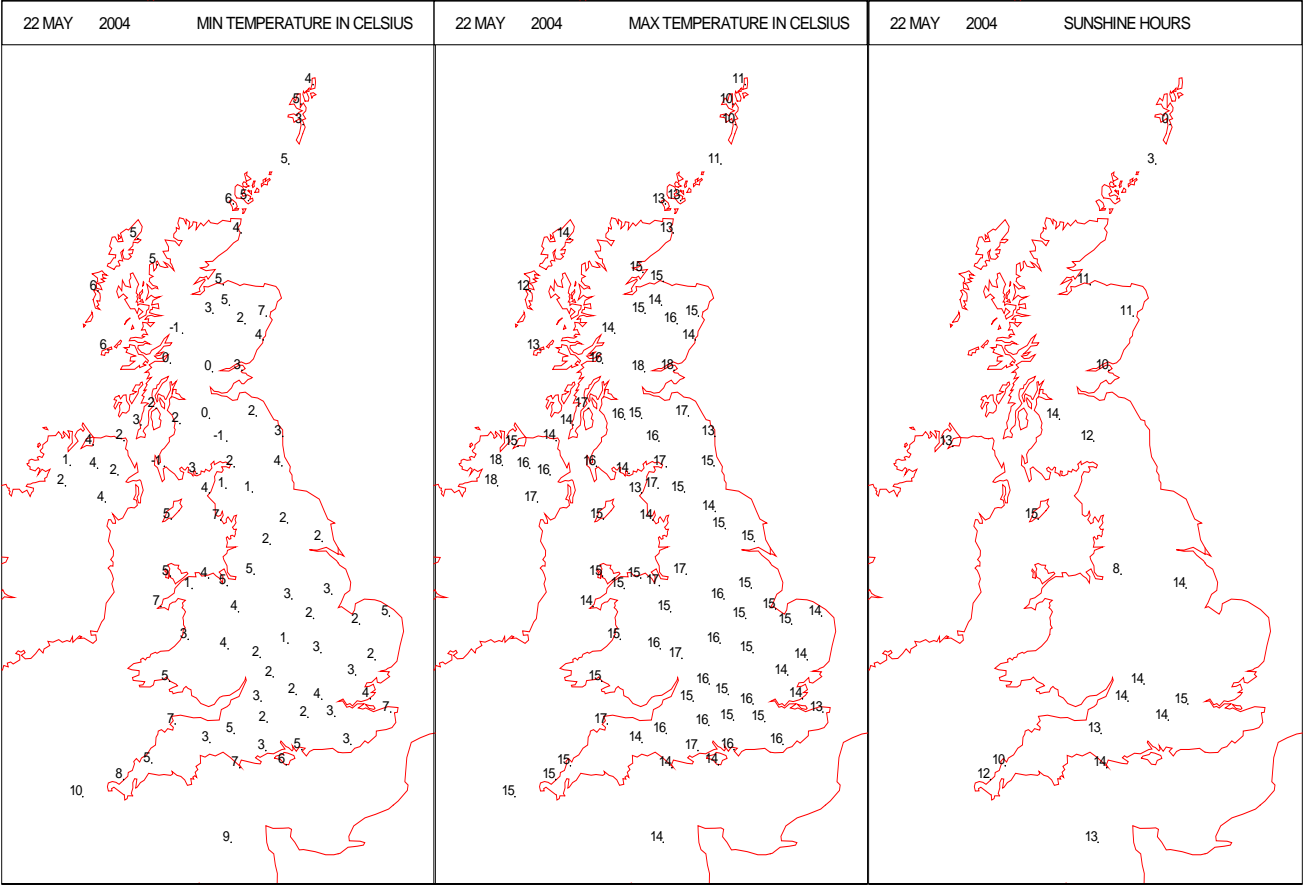 22 MAY 2004 MIN TEMPERATURE IN CELSIUS
4.
5.
3.
5.
6. 5.
4.
5.
5.
5.
6. 5.
3. 7.
2.
-1. 4.
6.
0. 0. 3.
2.
0. 2.
3. 2.
4. 2. -1. 3.
1. 4. 1. 3. 2. 4.
2. 2.
4. 4. 1. 1.
5. 7. 2.
2. 2.
5. 4. 5. 5.
1. 3. 3.
7. 4. 2. 2. 5.
3. 4. 1. 3.
2. 2.
5. 2. 3.
3. 2. 4. 4.
7. 2. 2. 3. 7.
5.
3. 3. 5. 3.
5. 7. 6.
8.
10.
9.
22 MAY 2004 MAX TEMPERATURE IN CELSIUS
11.
10.
10.
11.
13. 13.
13.
14.
15.
15.
12.
14.
15. 15.
16.
14. 14.
13.
16. 18. 18.
17.
16. 15. 17.
14.
15. 14. 16. 13.
18. 16. 16. 14. 17. 15.
16.
18. 13. 17. 15.
17.
15. 14. 14.
15.
15.
15. 15. 17. 17.
15. 16. 15.
14. 15. 15. 15. 15. 14.
15. 16. 17. 16. 15. 14.
15. 16. 14.
15. 15. 16. 14.
17. 16. 16. 15. 15. 13.
14. 17. 16. 16.
15. 14. 14.
15.
15.
14.
22 MAY 2004 SUNSHINE HOURS
0.
3.
11.
11.
10.
14.
13. 12.
15.
8.
14.
14.
14. 15.
14.
13.
10. 14.
12.
13.